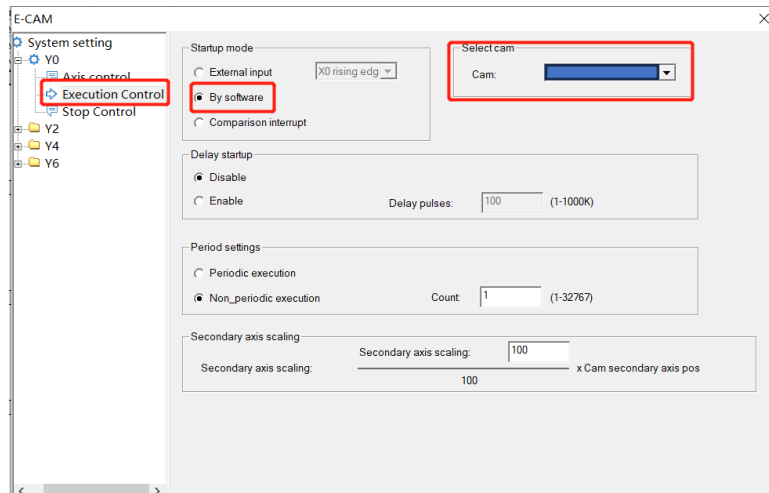 E-CAM
System setting
Y0
Axis control
Execution Control
Stop Control
Y2
Y4
Y6
Startup mode
External input X0 rising edg
By software
Comparison interrupt
Select cam
Cam:
Delay startup
Disable
Enable Delay pulses: 100 (1-1000K)
Period settings
Periodic execution
Non_periodic execution Count: 1 (1-32767)
Secondary axis scaling
Secondary axis scaling: 100
Secondary axis scaling: x Cam secondary axis pos
100